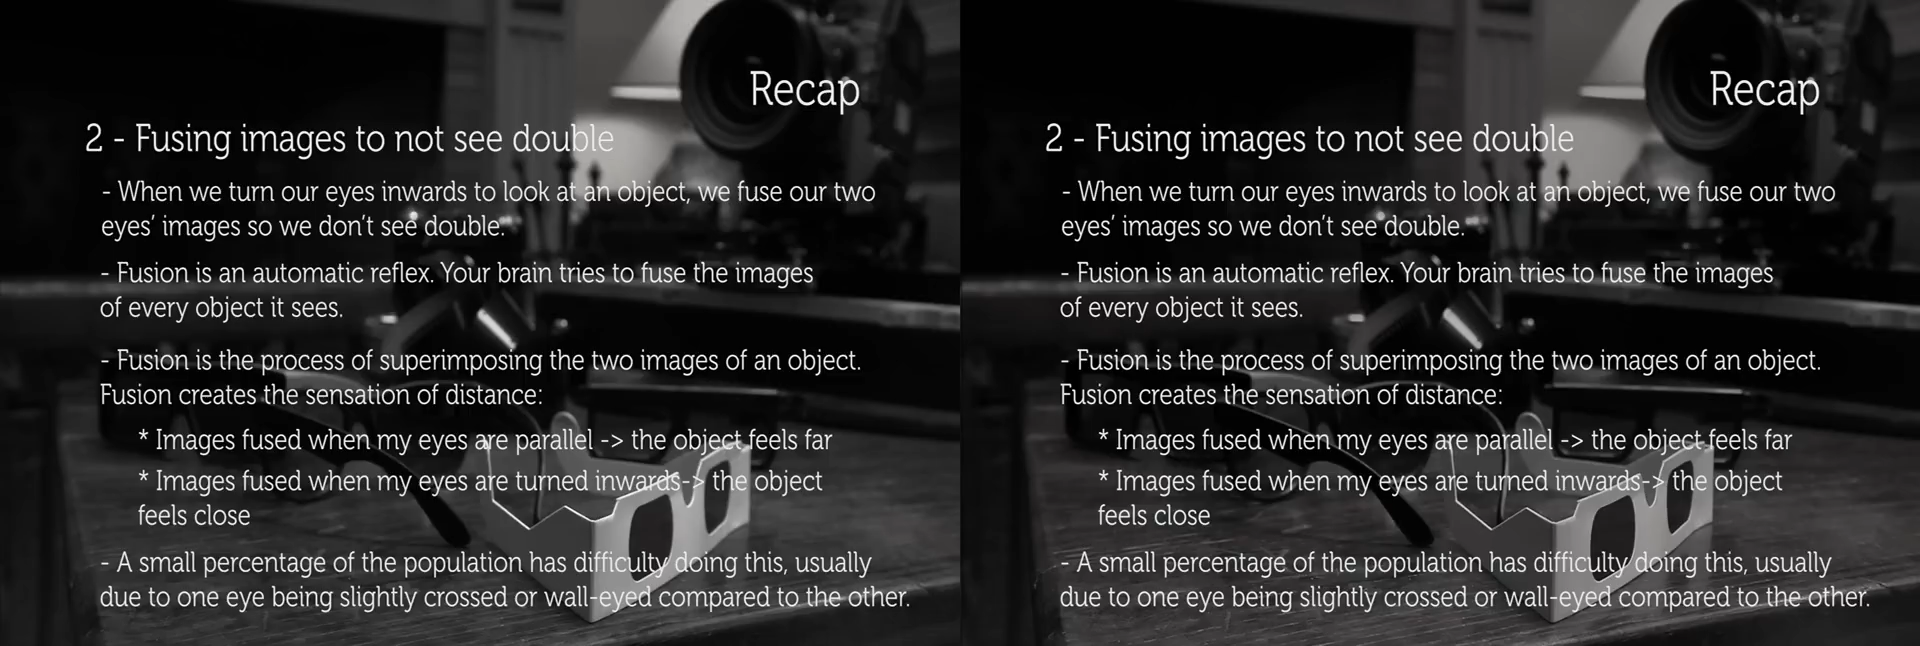 Recap
2 - Fusing images to not see double
- When we turn our eyes inwards to look at an object, we fuse our two
eyes’ images so we don’t see double.
- Fusion is an automatic reflex. Your brain tries to fuse the images
of every object it sees.
- Fusion is the process of superimposing the two images of an object.
Fusion creates the sensation of distance:
* Images fused when my eyes are parallel -> the object feels far
* Images fused when my eyes are turned inwards-> the object
feels close
- A small percentage of the population has difficulty doing this, usually
due to one eye being slightly crossed or wall-eyed compared to the other.
Recap
2 - Fusing images to not see double
- When we turn our eyes inwards to look at an object, we fuse our two
eyes’ images so we don’t see double.
- Fusion is an automatic reflex. Your brain tries to fuse the images
of every object it sees.
- Fusion is the process of superimposing the two images of an object.
Fusion creates the sensation of distance:
* Images fused when my eyes are parallel -> the object feels far
* Images fused when my eyes are turned inwards-> the object
feels close
- A small percentage of the population has difficulty doing this, usually
due to one eye being slightly crossed or wall-eyed compared to the other.